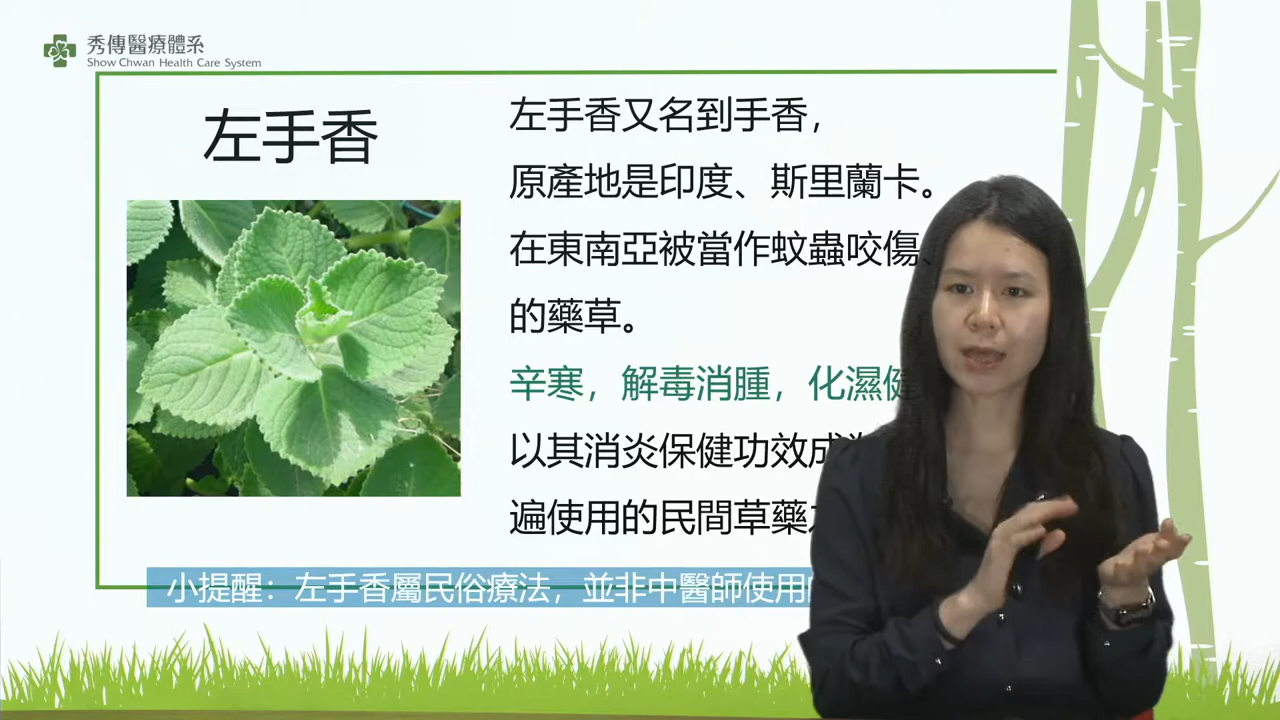 秀傳醫療體系
Show Chwan Health Care System
左手香
左手香又名到手香，
原產地是印度、斯里蘭卡。
在東南亞被當作蚊蟲咬傷、
的藥草。
辛寒，解毒消腫，化濕健
以其消炎保健功效成
遍使用的民間草藥
小提醒：左手香屬民俗療法，並非中醫師使用